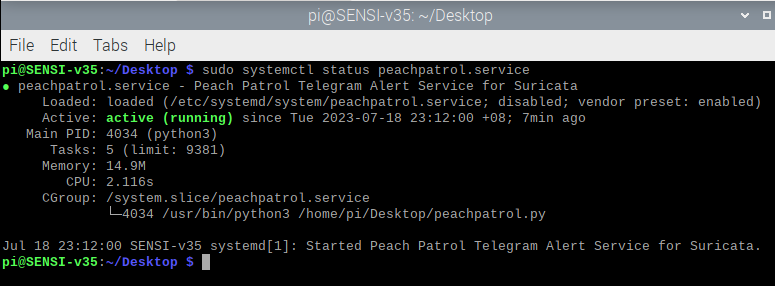 pi@SENSI-v35: ~/Desktop
File Edit Tabs Help
pi@SENSI-v35:~/Desktop $ sudo systemctl status peachpatrol.service
● peachpatrol.service - Peach Patrol Telegram Alert Service for Suricata
Loaded: loaded (/etc/systemd/system/peachpatrol.service; disabled; vendor preset: enabled)
Active: active (running) since Tue 2023-07-18 23:12:00 +08; 7min ago
Main PID: 4034 (python3)
Tasks: 5 (limit: 9381)
Memory: 14.9M
CPU: 2.116s
CGroup: /system.slice/peachpatrol.service
└─4034 /usr/bin/python3 /home/pi/Desktop/peachpatrol.py
Jul 18 23:12:00 SENSI-v35 systemd[1]: Started Peach Patrol Telegram Alert Service for Suricata.
pi@SENSI-v35:~/Desktop $